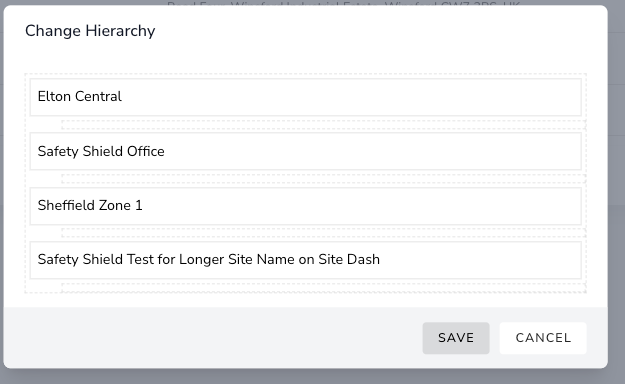 Change Hierarchy
Elton Central
Safety Shield Office
Sheffield Zone 1
Safety Shield Test for Longer Site Name on Site Dash
SAVE
CANCEL